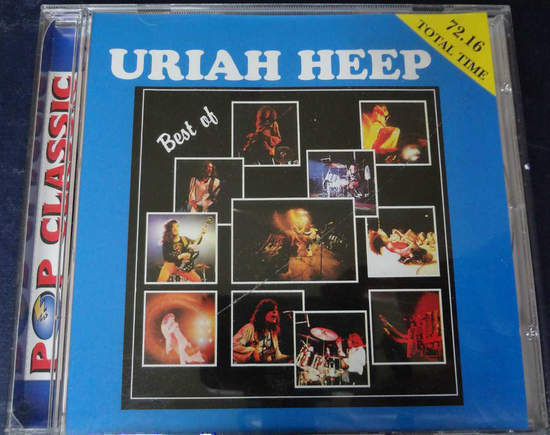 POP CLASSIC
URIAH HEEP
72,16
TOTAL TIME
Best of